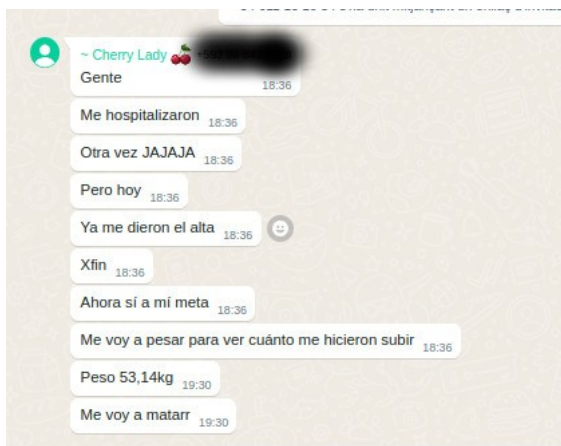 ~ Cherry Lady 🍒
Gente
18:36
Me hospitalizaron 18:36
Otra vez JAJAJA 18:36
Pero hoy 18:36
Ya me dieron el alta 18:36
Xfin 18:36
Ahora sí a mí meta 18:36
Me voy a pesar para ver cuánto me hicieron subir 18:36
Peso 53,14kg 19:30
Me voy a matarr 19:30